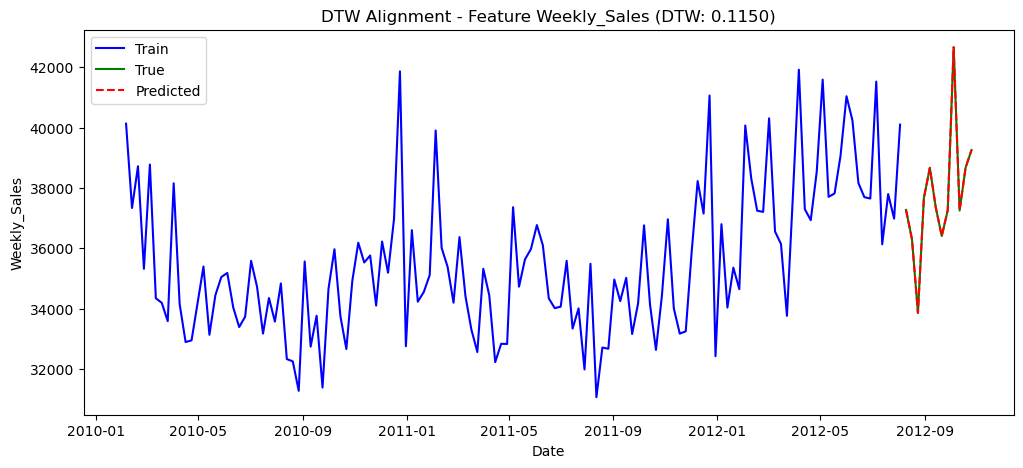 DTW Alignment - Feature Weekly_Sales (DTW: 0.1150)
Train
True
Predicted
42000
40000
38000
36000
34000
32000
Weekly_Sales
2010-01 2010-05 2010-09 2011-01 2011-05 2011-09 2012-01 2012-05 2012-09
Date